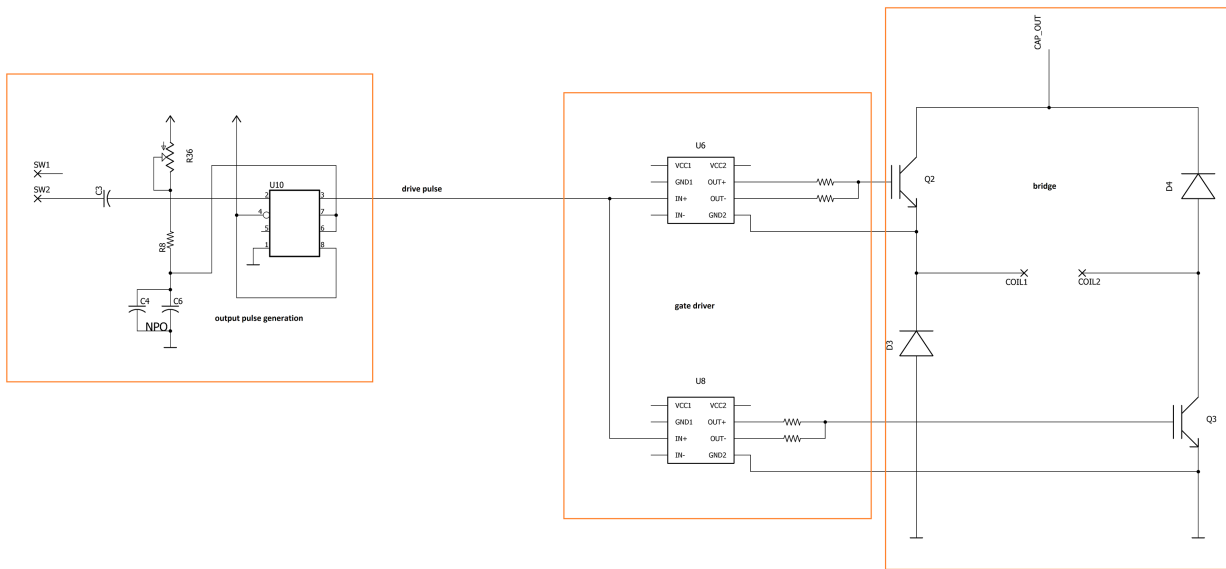 CAP_OUT
SW1
SW2
C3
R36
U10
2
3
4
7
5
6
1
8
R8
C4
C6
NPO
output pulse generation
drive pulse
U6
VCC1
VCC2
GND1
OUT+
IN+
OUT-
IN-
GND2
gate driver
U8
VCC1
VCC2
GND1
OUT+
IN+
OUT-
IN-
GND2
Q2
bridge
D4
COIL1
COIL2
D3
Q3